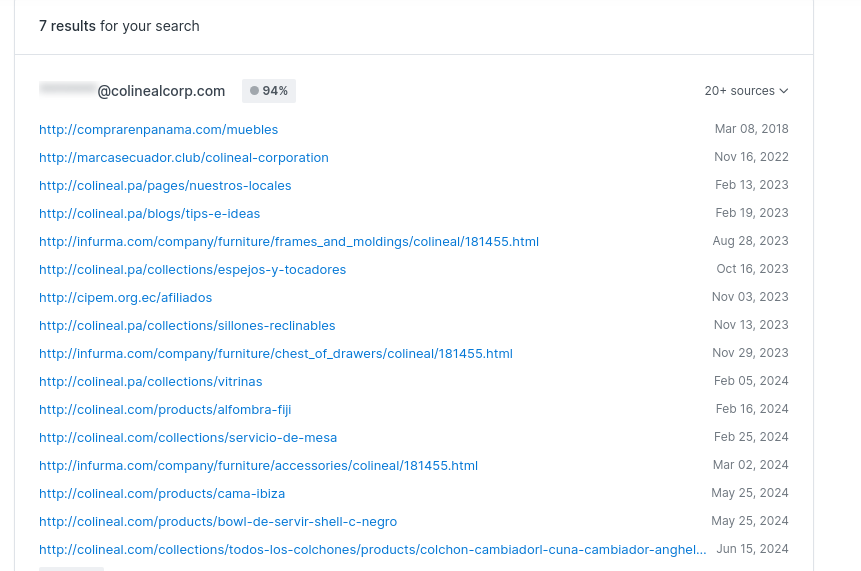 7 results for your search
@colinealcorp.com 94% 20+ sources
http://comprarenpanama.com/muebles Mar 08, 2018
http://marcasecuador.club/colineal-corporation Nov 16, 2022
http://colineal.pa/pages/nuestros-locales Feb 13, 2023
http://colineal.pa/blogs/tips-e-ideas Feb 19, 2023
http://infurma.com/company/furniture/frames_and_moldings/colineal/181455.html Aug 28, 2023
http://colineal.pa/collections/espejos-y-tocadores Oct 16, 2023
http://cipem.org.ec/afiliados Nov 03, 2023
http://colineal.pa/collections/sillones-reclinables Nov 13, 2023
http://infurma.com/company/furniture/chest_of_drawers/colineal/181455.html Nov 29, 2023
http://colineal.pa/collections/vitrinas Feb 05, 2024
http://colineal.com/products/alfombra-fiji Feb 16, 2024
http://colineal.com/collections/servicio-de-mesa Feb 25, 2024
http://infurma.com/company/furniture/accessories/colineal/181455.html Mar 02, 2024
http://colineal.com/products/cama-ibiza May 25, 2024
http://colineal.com/products/bowl-de-servir-shell-c-negro May 25, 2024
http://colineal.com/collections/todos-los-colchones/products/colchon-cambiadorl-cuna-cambiador-anghel... Jun 15, 2024